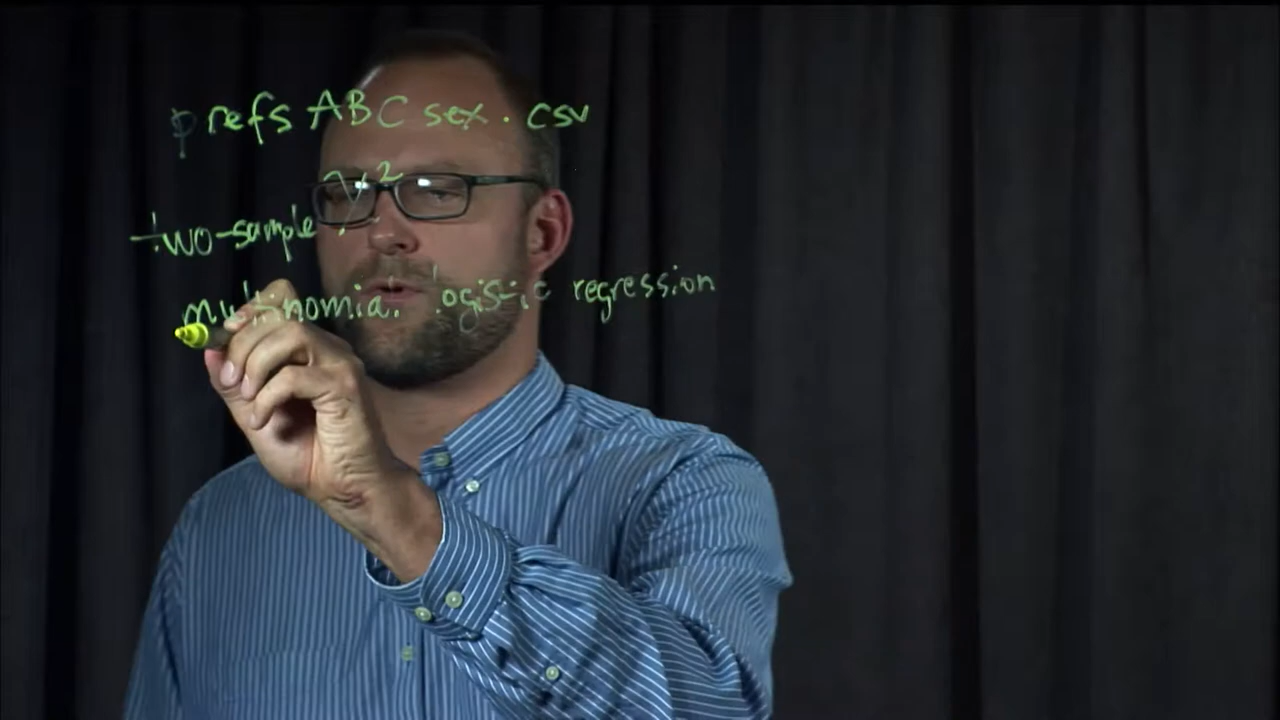 prefs ABC sex.csv
two-sample χ²
multinomial logistic regression